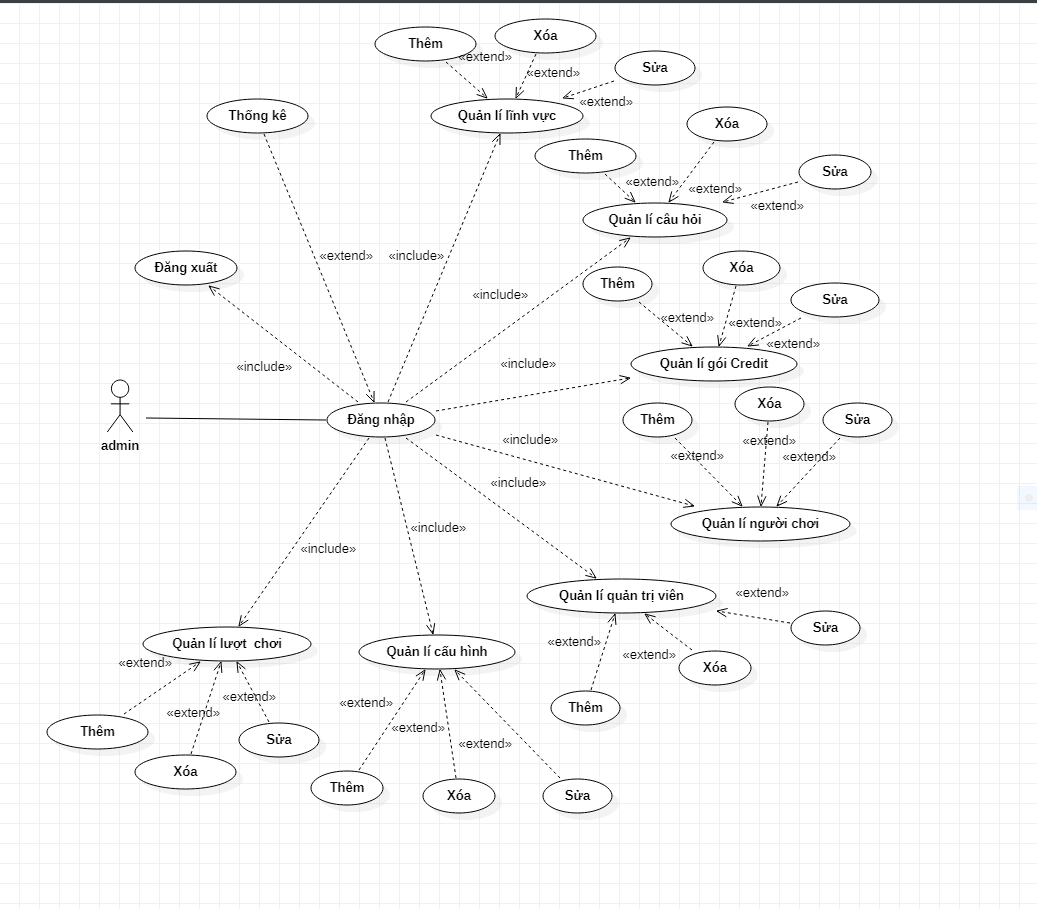 Thêm
Xóa
Sửa
«extend»
«extend»
«extend»
Quản lí lĩnh vực
Thống kê
Thêm
Xóa
Sửa
«extend»
«extend»
«extend»
Quản lí câu hỏi
«extend»
«include»
Đăng xuất
Thêm
Xóa
Sửa
«include»
«extend»
«extend»
«extend»
Quản lí gói Credit
«include»
«include»
admin
Đăng nhập
Thêm
Xóa
Sửa
«include»
«extend»
«extend»
«extend»
Quản lí người chơi
«include»
«include»
«include»
Quản lí quản trị viên
«extend»
Sửa
«extend»
«extend»
Xóa
Thêm
Quản lí lượt  chơi
«extend»
«extend»
«extend»
Thêm
Xóa
Sửa
Quản lí cấu hình
«extend»
«extend»
«extend»
Thêm
Xóa
Sửa